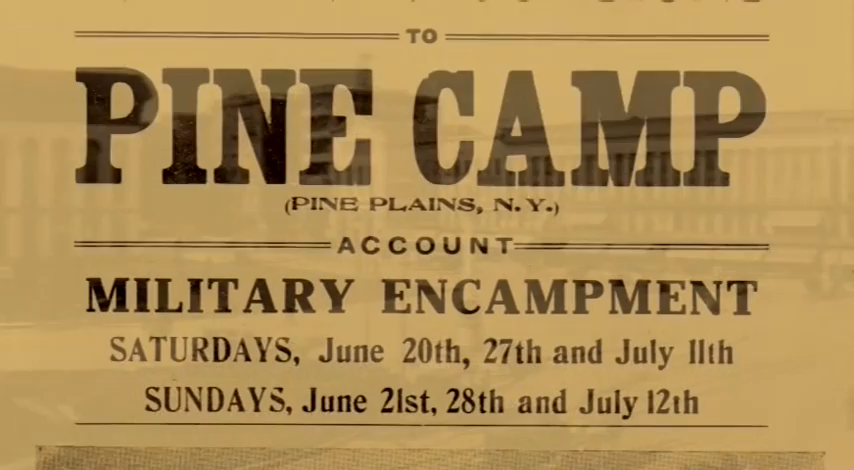 TO
PINE CAMP
(PINE PLAINS, N.Y.)
ACCOUNT
MILITARY ENCAMPMENT
SATURDAYS, June 20th, 27th and July 11th
SUNDAYS, June 21st, 28th and July 12th